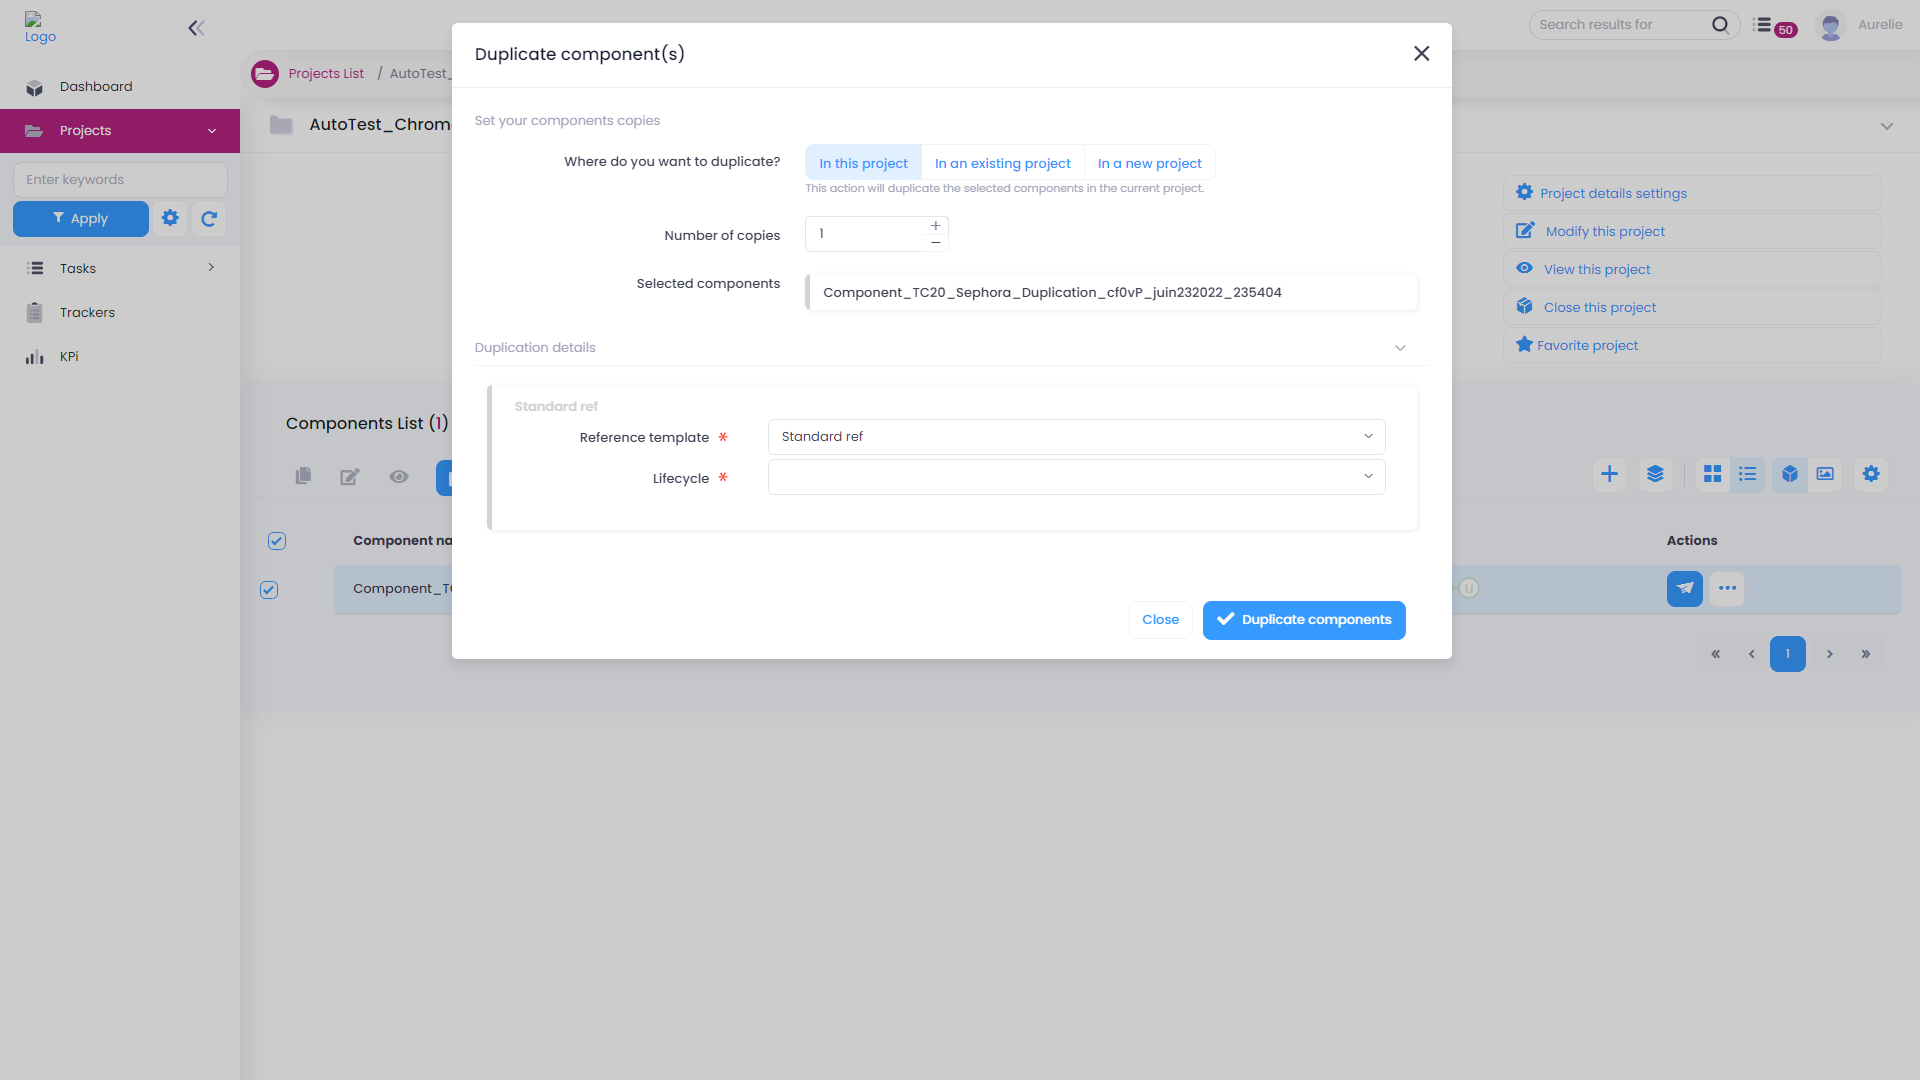 Logo
Search results for
50
Aurelie
Projects List / AutoTest_
AutoTest_Chrom
Dashboard
Projects
Enter keywords
Apply
Tasks
Trackers
KPi
Duplicate component(s)
Set your components copies
Where do you want to duplicate?
In this project
In an existing project
In a new project
This action will duplicate the selected components in the current project.
Number of copies
1
Selected components
Component_TC20_Sephora_Duplication_cf0vP_juin232022_235404
Duplication details
Standard ref
Reference template *
Standard ref
Lifecycle *
Close
Duplicate components
Project details settings
Modify this project
View this project
Close this project
Favorite project
Components List (1)
Component na
Actions
Component_TC
U
« ‹ 1 › »